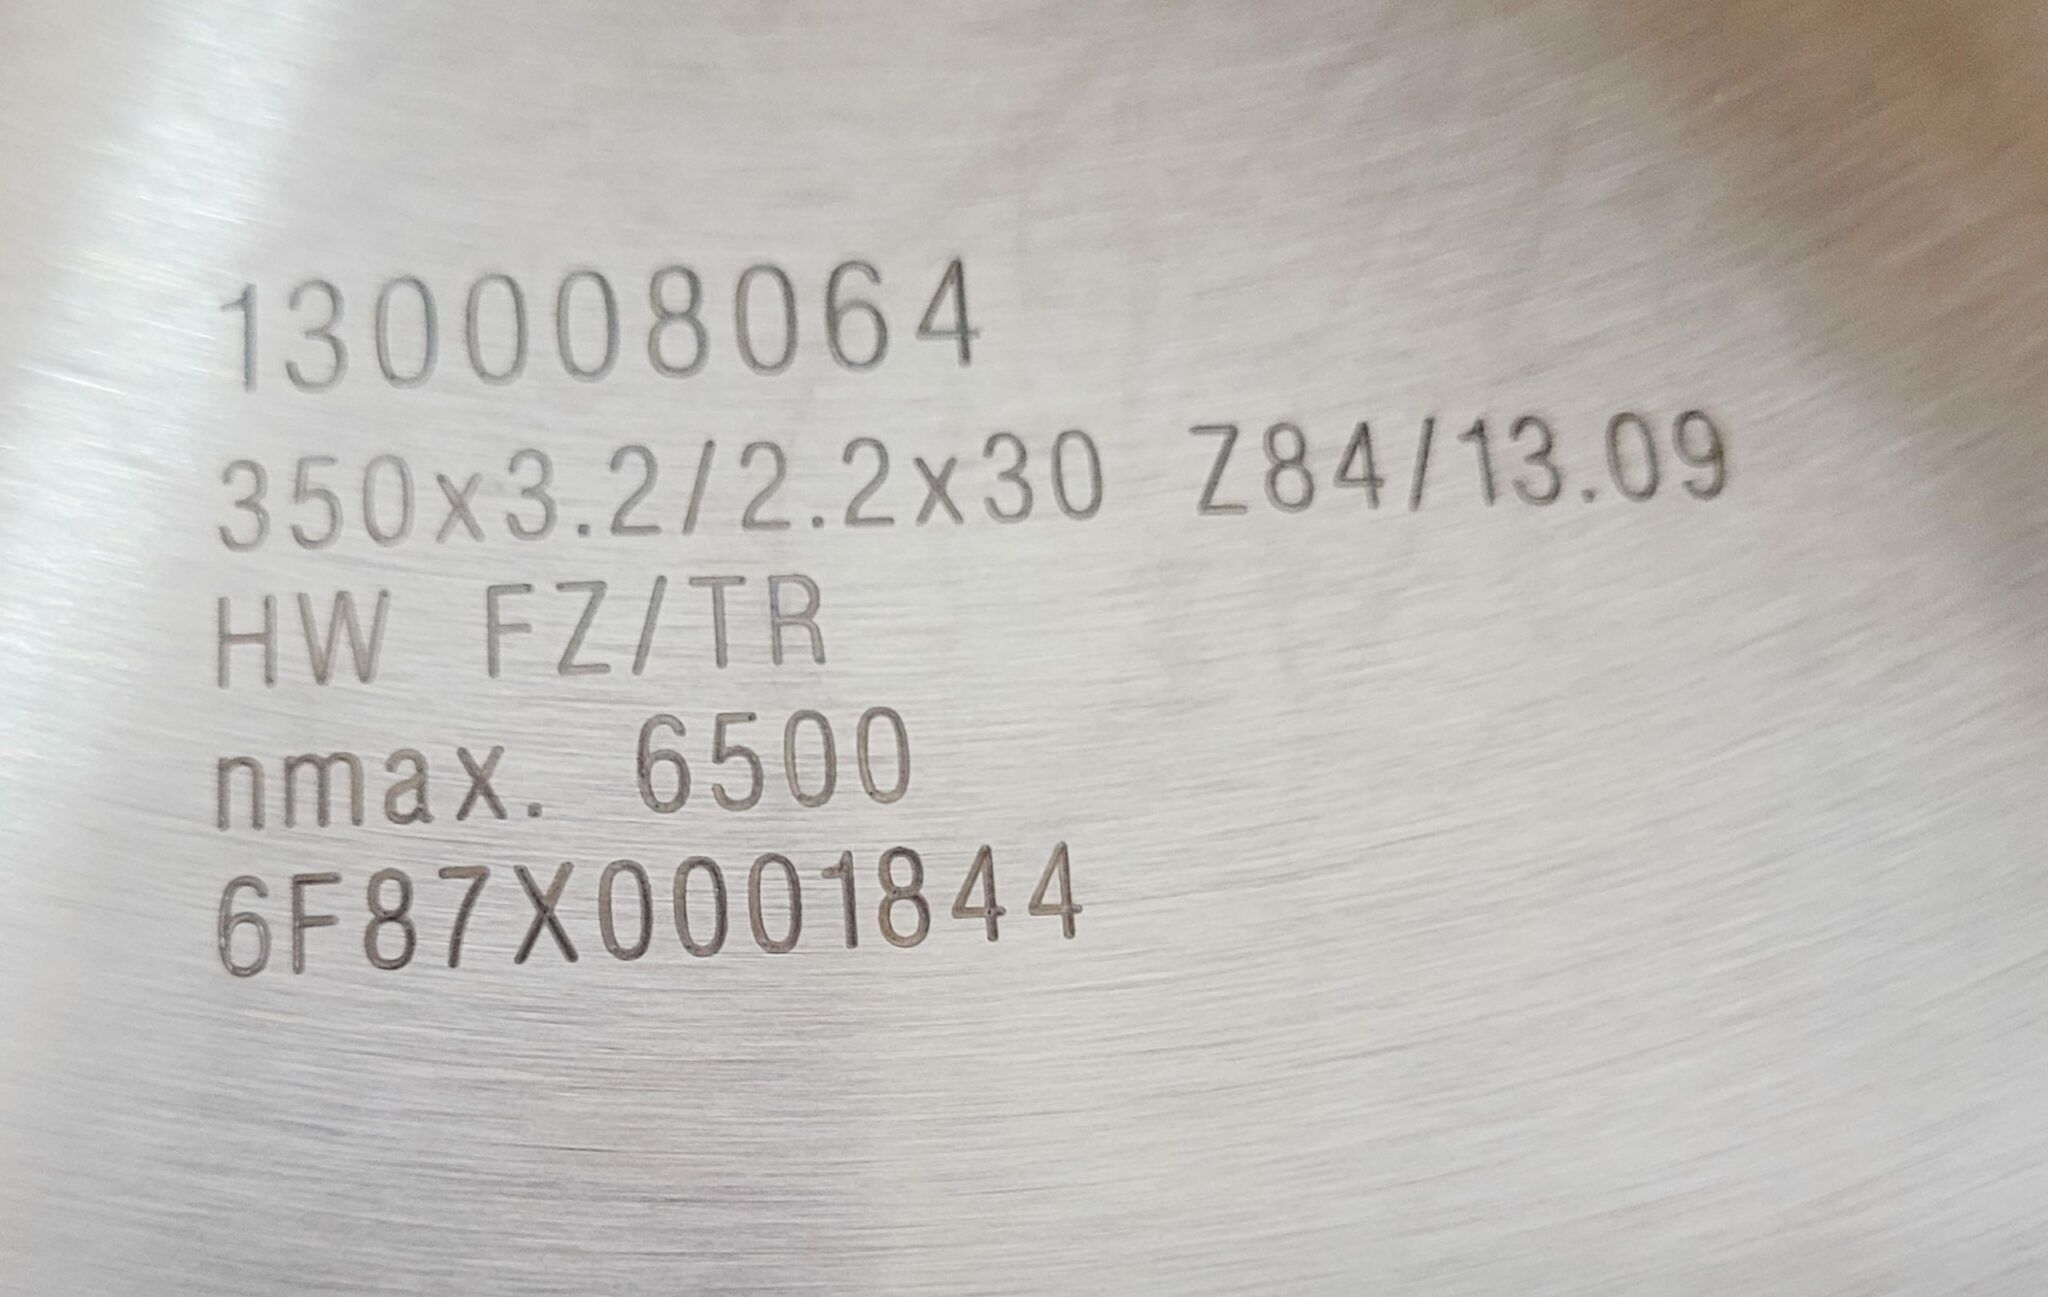 130008064
350x3.2/2.2x30 Z84/13.09
HW FZ/TR
nmax. 6500
6F87X0001844